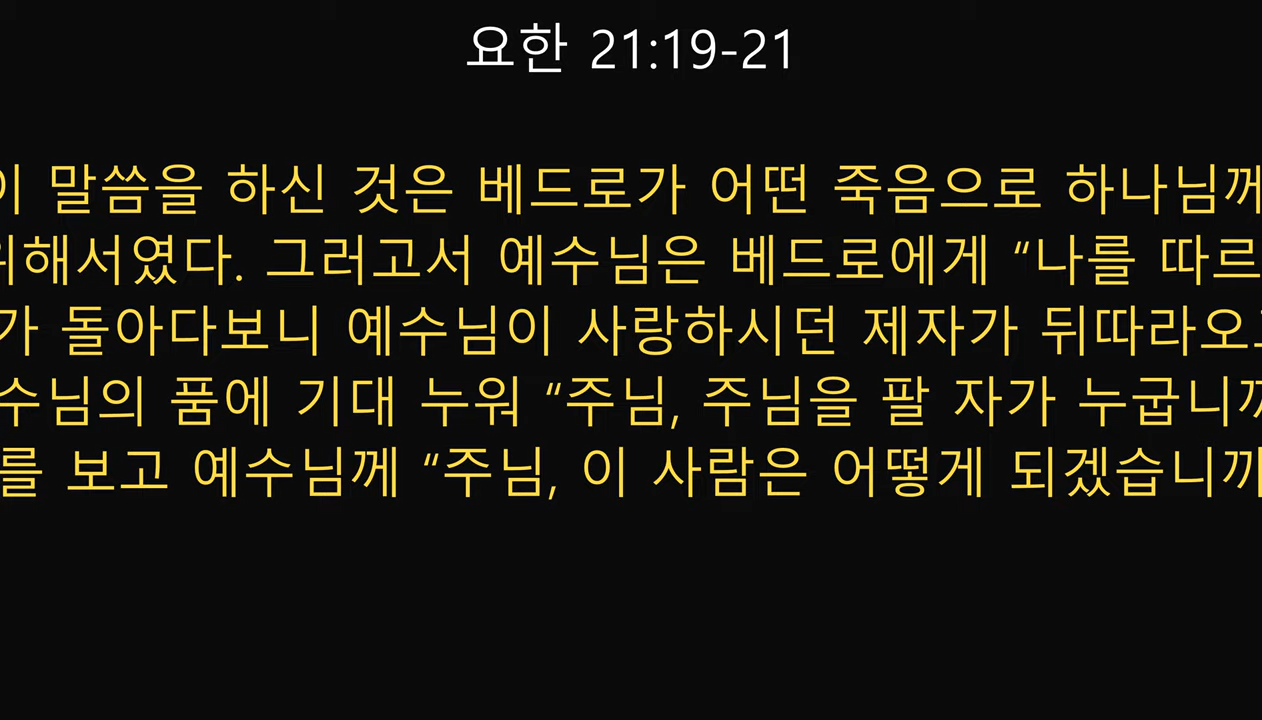 요한 21:19-21
이 말씀을 하신 것은 베드로가 어떤 죽음으로 하나님께
위해서였다. 그러고서 예수님은 베드로에게 “나를 따르
가 돌아다보니 예수님이 사랑하시던 제자가 뒤따라오고
수님의 품에 기대 누워 “주님, 주님을 팔 자가 누굽니까
를 보고 예수님께 “주님, 이 사람은 어떻게 되겠습니까